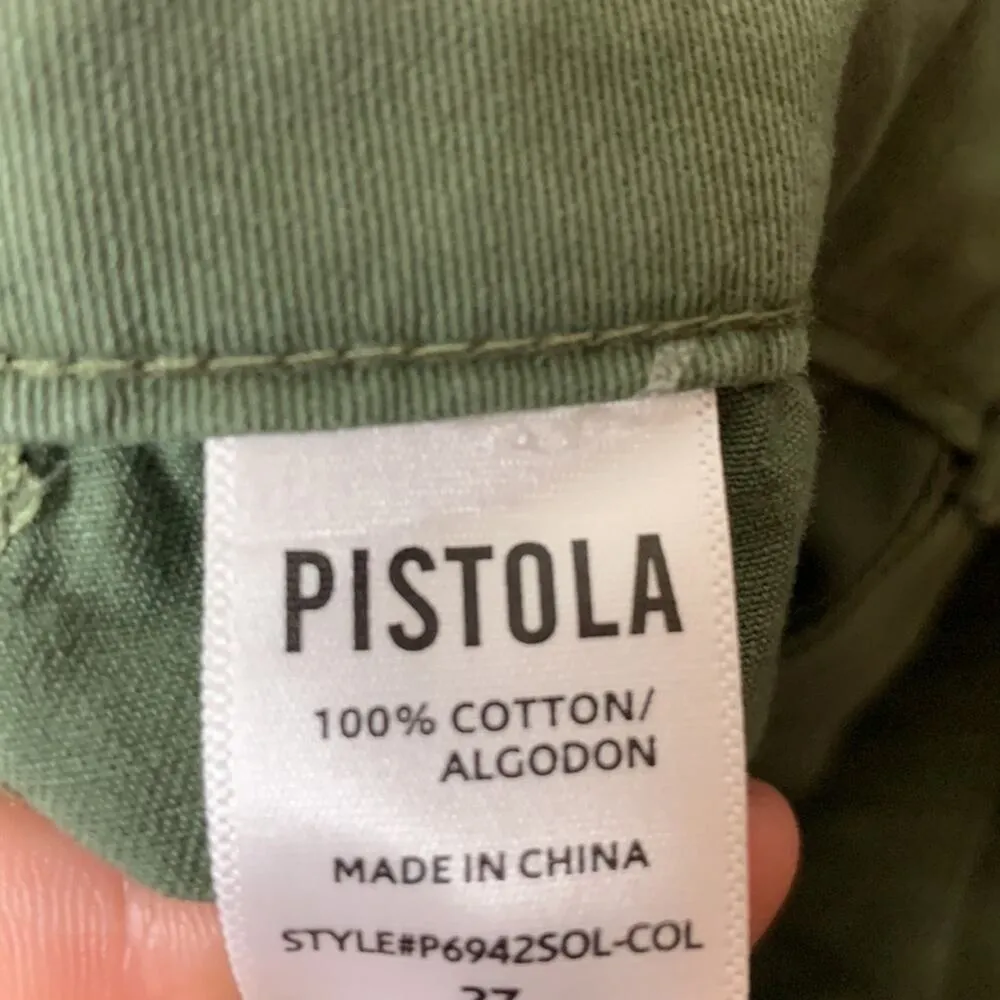 PISTOLA
100% COTTON/
ALGODON
MADE IN CHINA
STYLE#P6942SOL-COL